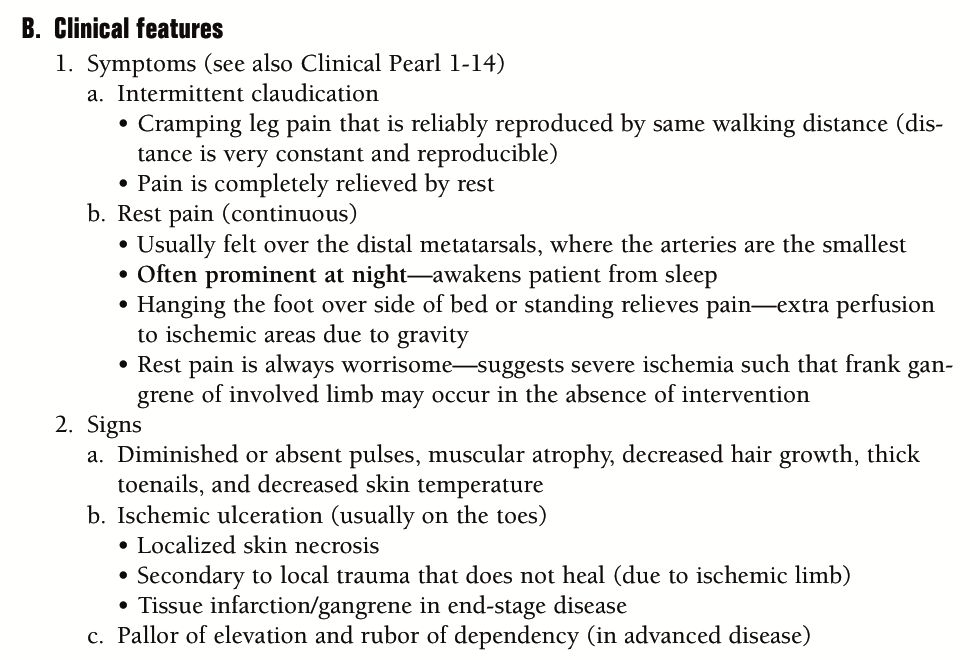 B. Clinical features
1. Symptoms (see also Clinical Pearl 1-14)
a. Intermittent claudication
• Cramping leg pain that is reliably reproduced by same walking distance (dis-
tance is very constant and reproducible)
• Pain is completely relieved by rest
b. Rest pain (continuous)
• Usually felt over the distal metatarsals, where the arteries are the smallest
• Often prominent at night—awakens patient from sleep
• Hanging the foot over side of bed or standing relieves pain—extra perfusion
to ischemic areas due to gravity
• Rest pain is always worrisome—suggests severe ischemia such that frank gan-
grene of involved limb may occur in the absence of intervention
2. Signs
a. Diminished or absent pulses, muscular atrophy, decreased hair growth, thick
toenails, and decreased skin temperature
b. Ischemic ulceration (usually on the toes)
• Localized skin necrosis
• Secondary to local trauma that does not heal (due to ischemic limb)
• Tissue infarction/gangrene in end-stage disease
c. Pallor of elevation and rubor of dependency (in advanced disease)